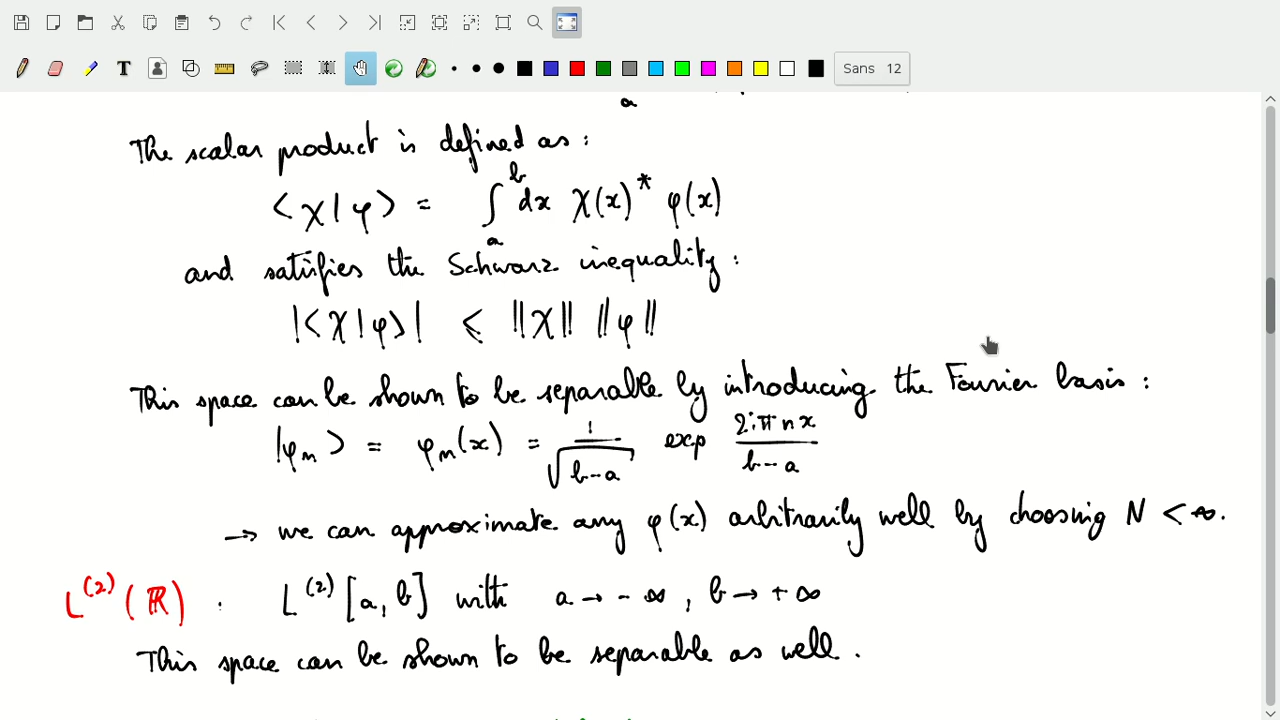 Sans 12
a
The scalar product is defined as :
<χ|φ> = ∫_a^b dx χ(x)* φ(x)
and satisfies the Schwarz inequality :
|<χ|φ>| ≤ ||χ|| ||φ||
This space can be shown to be separable by introducing the Fourier basis :
|φ_n> = φ_n(x) = 1/√(b-a) exp 2iπnx/(b-a)
→ we can approximate any φ(x) arbitrarily well by choosing N < ∞.
L^(2)(ℝ) : L^(2)[a,b] with a → -∞, b → +∞
This space can be shown to be separable as well.